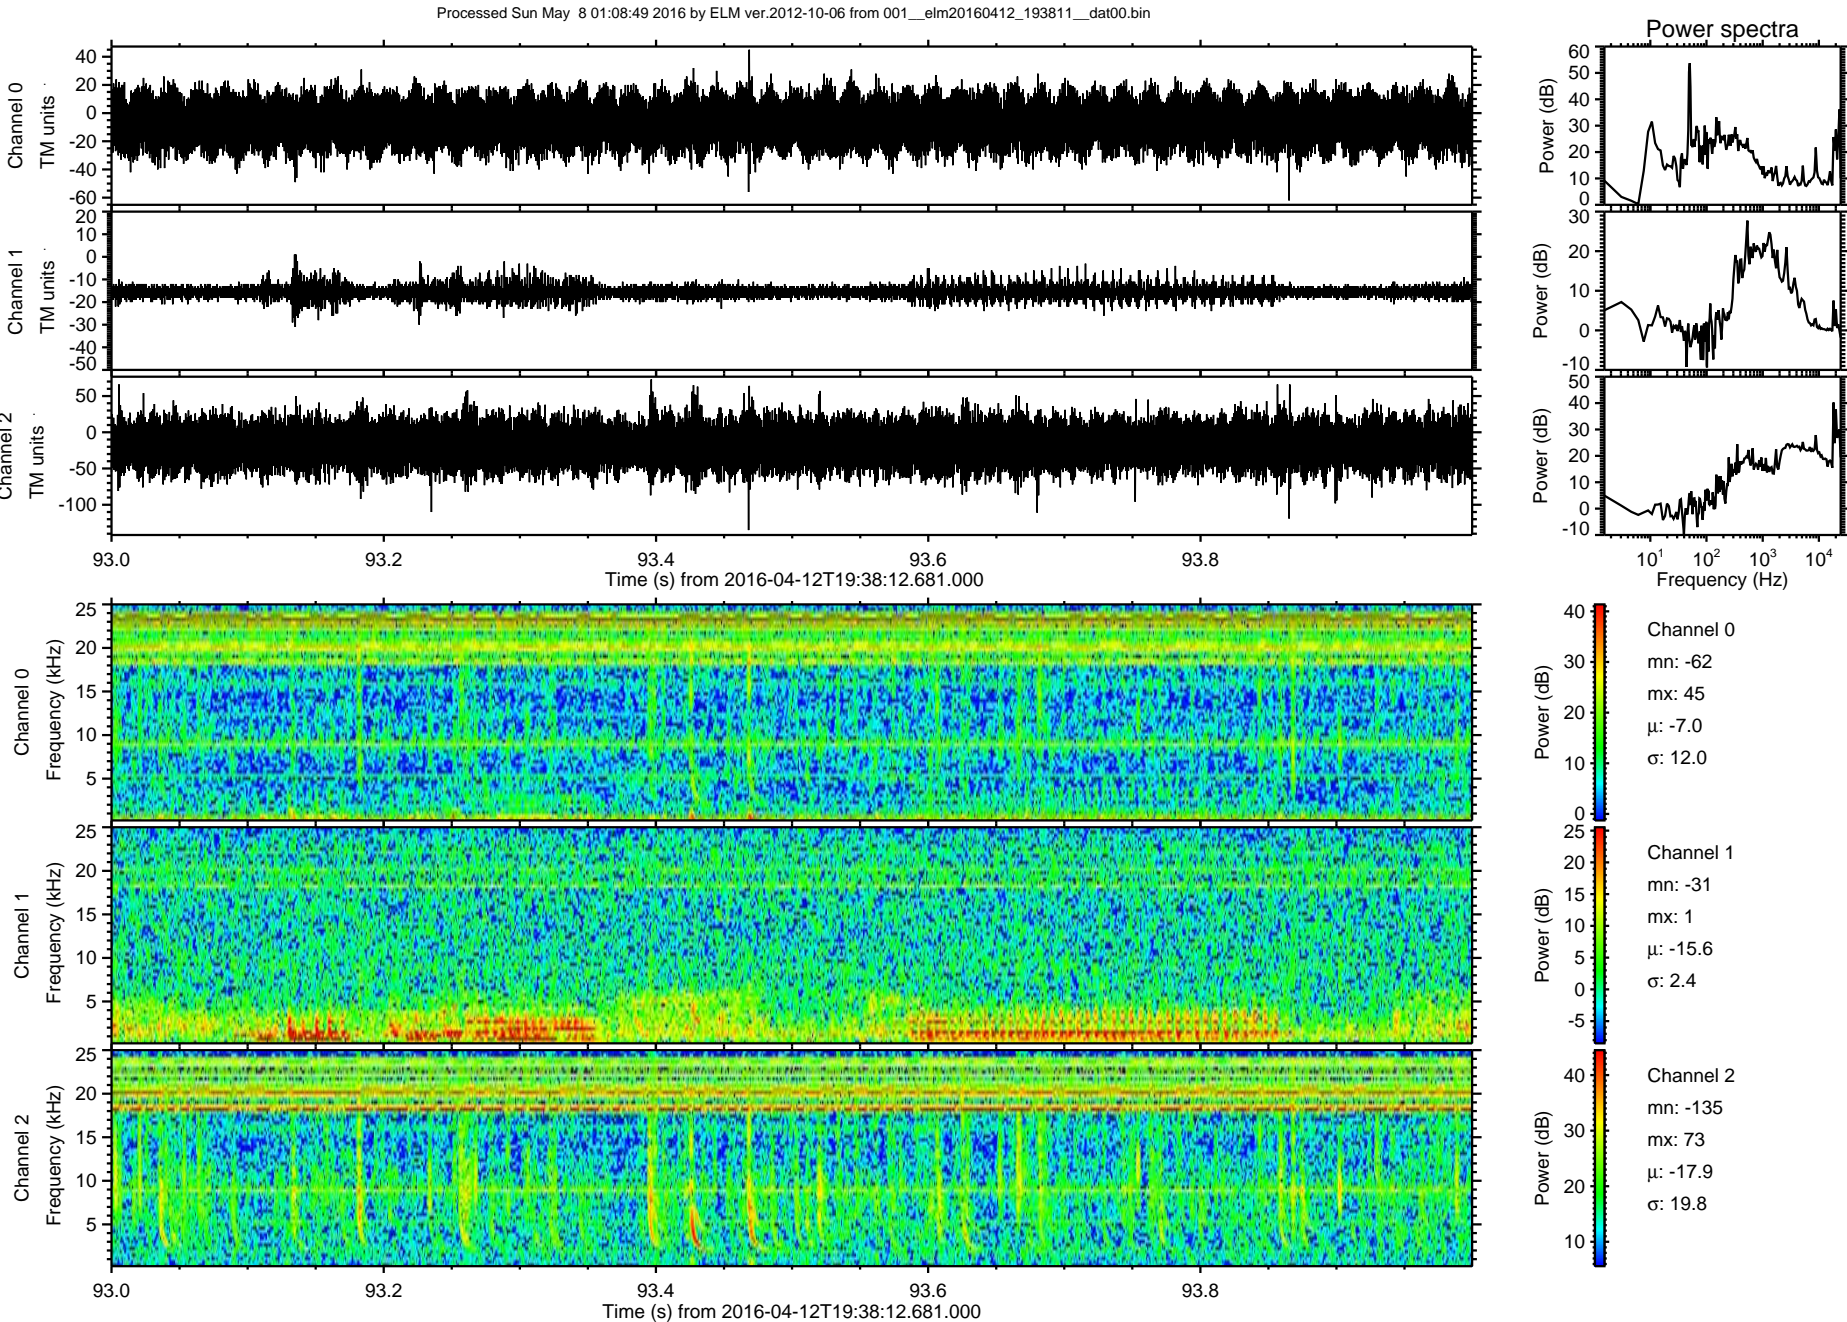 Processed Sun May  8 01:08:49 2016 by ELM ver.2012-10-06 from 001__elm20160412_193811__dat00.bin
Power spectra
Channel 0
TM units
40
20
0
-20
-40
-60
Power (dB)
60
50
40
30
20
10
0
Channel 1
TM units
20
10
0
-10
-20
-30
-40
-50
Power (dB)
30
20
10
0
-10
Channel 2
TM units
50
0
-50
-100
Power (dB)
50
40
30
20
10
0
-10
93.0 93.2 93.4 93.6 93.8
Time (s) from 2016-04-12T19:38:12.681.000
10¹ 10² 10³ 10⁴
Frequency (Hz)
Channel 0
Frequency (kHz)
25
20
15
10
5
Power (dB)
40
30
20
10
0
Channel 0
mn: -62
mx: 45
μ: -7.0
σ: 12.0
Channel 1
Frequency (kHz)
25
20
15
10
5
Power (dB)
25
20
15
10
5
0
-5
Channel 1
mn: -31
mx: 1
μ: -15.6
σ: 2.4
Channel 2
Frequency (kHz)
25
20
15
10
5
Power (dB)
40
30
20
10
Channel 2
mn: -135
mx: 73
μ: -17.9
σ: 19.8
93.0 93.2 93.4 93.6 93.8
Time (s) from 2016-04-12T19:38:12.681.000